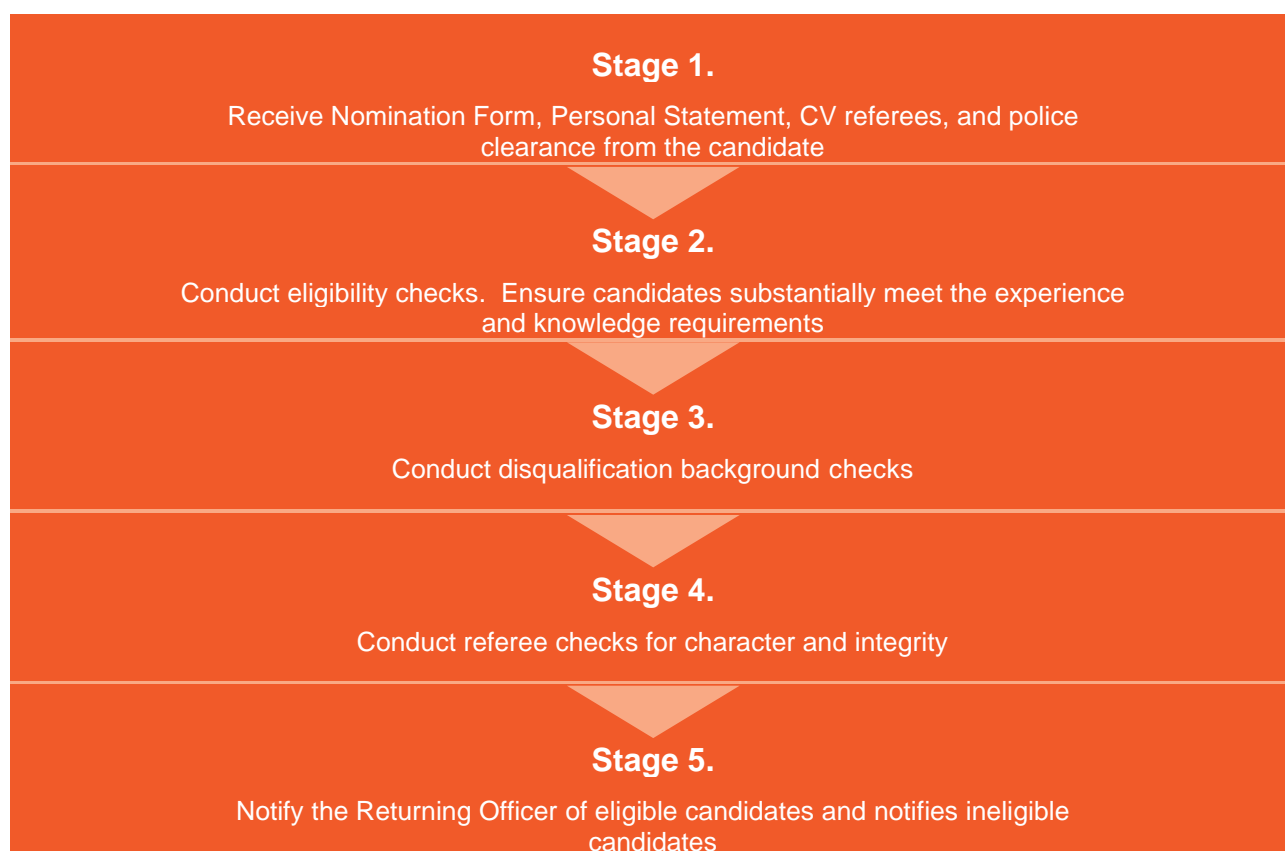 Stage 1.
Receive Nomination Form, Personal Statement, CV referees, and police
clearance from the candidate
Stage 2.
Conduct eligibility checks.  Ensure candidates substantially meet the experience
and knowledge requirements
Stage 3.
Conduct disqualification background checks
Stage 4.
Conduct referee checks for character and integrity
Stage 5.
Notify the Returning Officer of eligible candidates and notifies ineligible
candidates